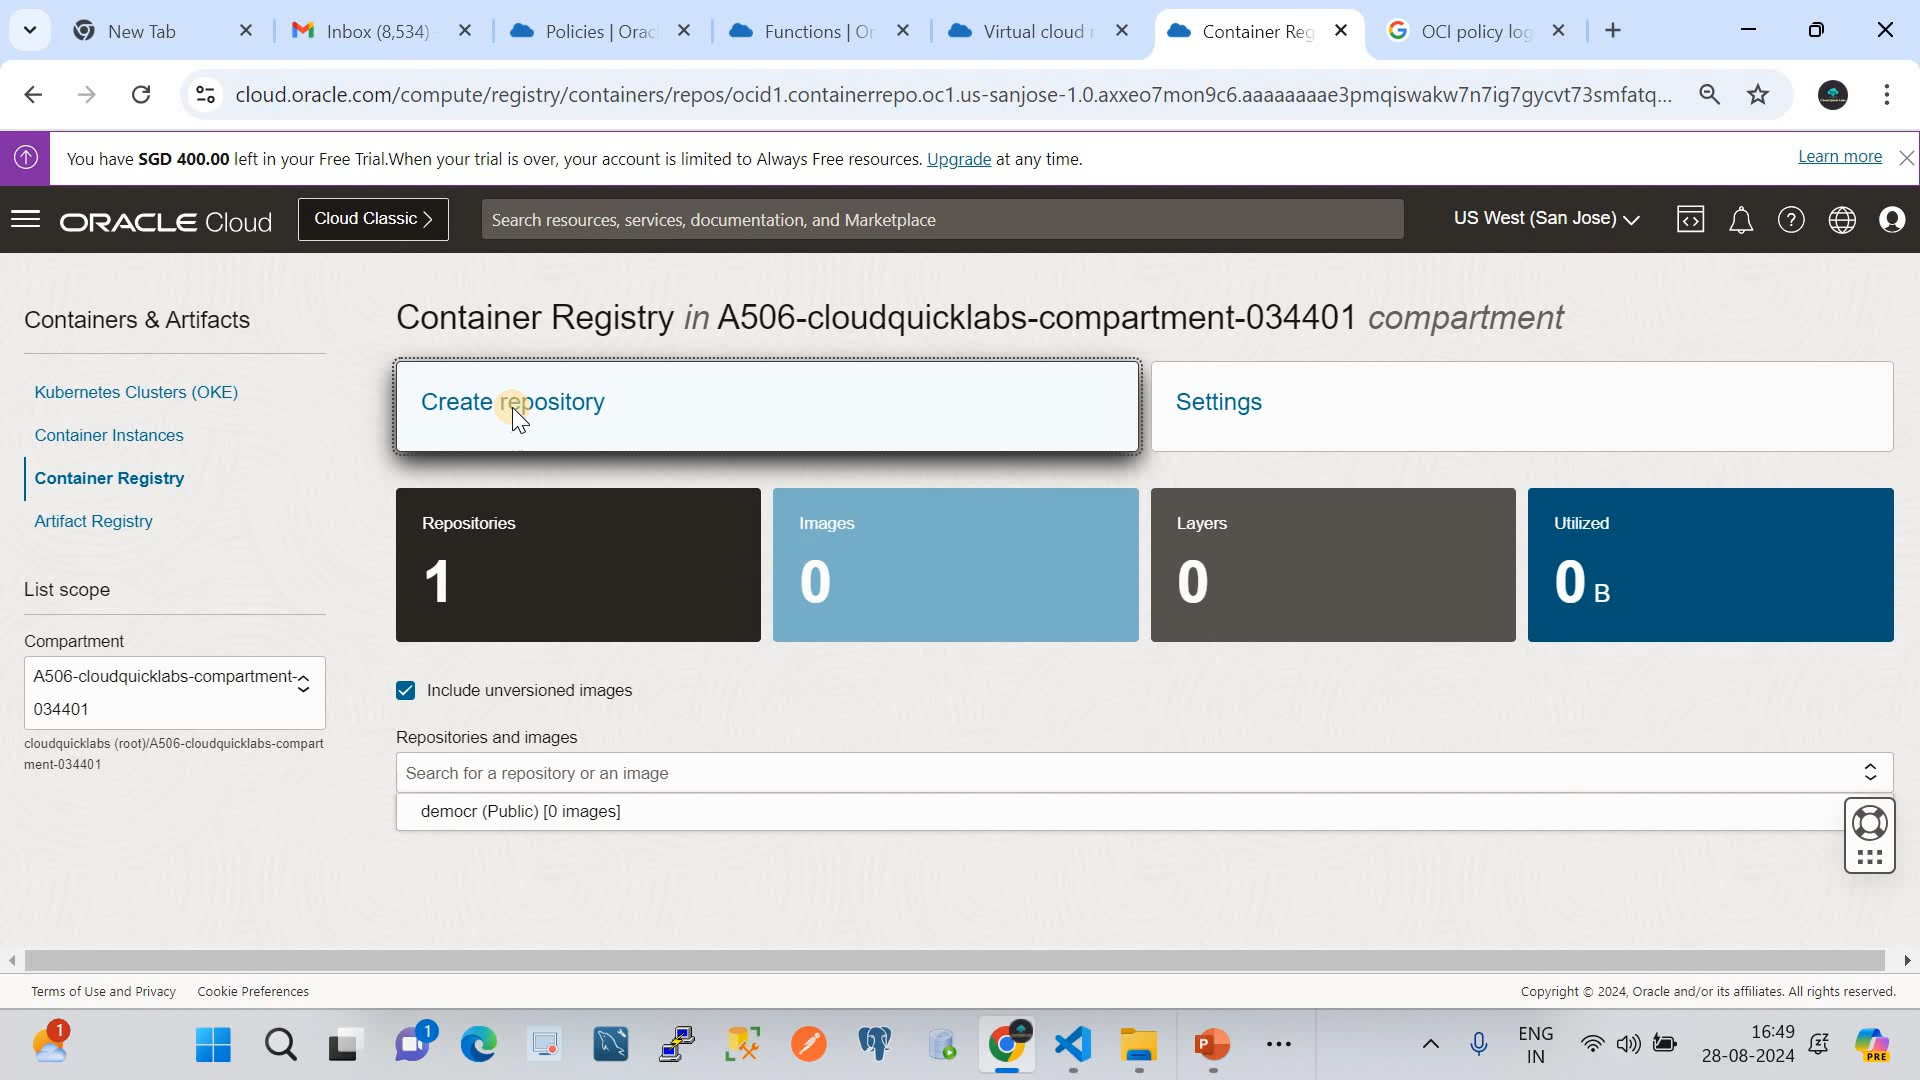 New Tab
Inbox (8,534)
Policies | Orac
Functions | Or
Virtual cloud
Container Reg
OCI policy log
cloud.oracle.com/compute/registry/containers/repos/ocid1.containerrepo.oc1.us-sanjose-1.0.axxeo7mon9c6.aaaaaaaae3pmqiswakw7n7ig7gycvt73smfatq...
You have SGD 400.00 left in your Free Trial.When your trial is over, your account is limited to Always Free resources. Upgrade at any time.
Learn more
ORACLE Cloud
Cloud Classic
Search resources, services, documentation, and Marketplace
US West (San Jose)
Containers & Artifacts
Kubernetes Clusters (OKE)
Container Instances
Container Registry
Artifact Registry
List scope
Compartment
A506-cloudquicklabs-compartment-
034401
cloudquicklabs (root)/A506-cloudquicklabs-compart
ment-034401
Container Registry in A506-cloudquicklabs-compartment-034401 compartment
Create repository
Settings
Repositories
1
Images
0
Layers
0
Utilized
0 B
Include unversioned images
Repositories and images
Search for a repository or an image
democr (Public) [0 images]
Terms of Use and Privacy
Cookie Preferences
Copyright © 2024, Oracle and/or its affiliates. All rights reserved.
1
1
ENG
IN
16:49
28-08-2024
PRE